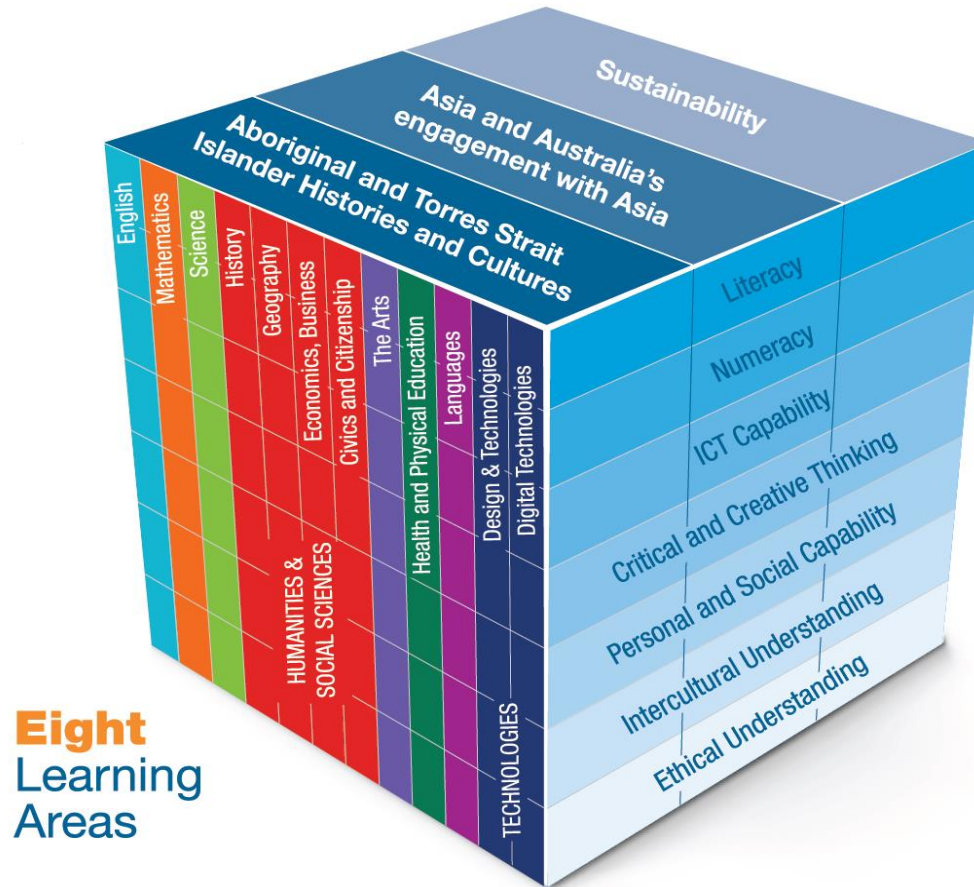 Sustainability
Asia and Australia's
engagement with Asia
Aboriginal and Torres Strait
Islander Histories and Cultures
English
Mathematics
Science
History
Geography
Economics, Business
Civics and Citizenship
HUMANITIES &
SOCIAL SCIENCES
The Arts
Health and Physical Education
Languages
Design & Technologies
Digital Technologies
TECHNOLOGIES
Literacy
Numeracy
ICT Capability
Critical and Creative Thinking
Personal and Social Capability
Intercultural Understanding
Ethical Understanding
Eight
Learning
Areas